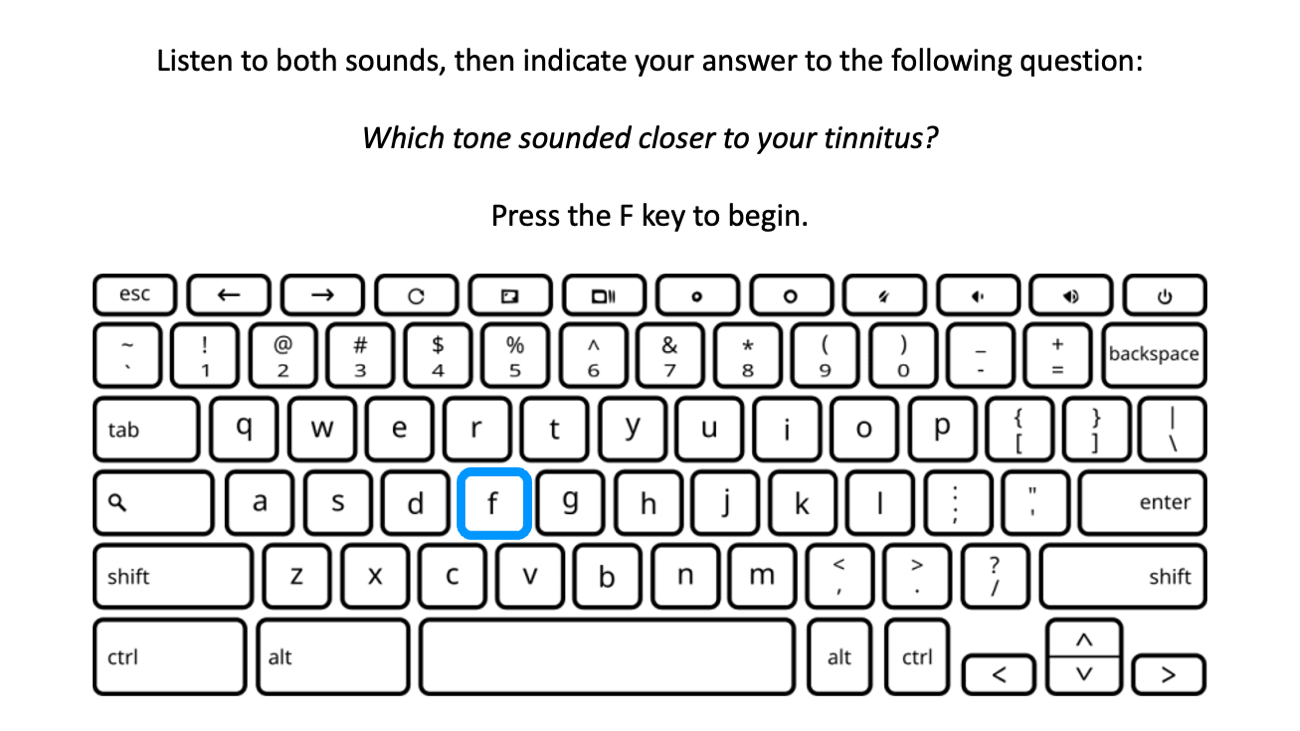 Listen to both sounds, then indicate your answer to the following question:
Which tone sounded closer to your tinnitus?
Press the F key to begin.
esc ← →
~ ! @ # $ % ^ & * ( ) _ +
` 1 2 3 4 5 6 7 8 9 0 - = backspace
tab q w e r t y u i o p { [ } ] | \
a s d f g h j k l : ; " ' enter
shift z x c v b n m < , > . ? / shift
ctrl alt alt ctrl < ^ v >